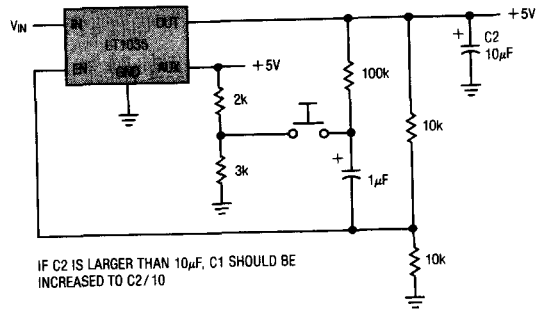 V_IN
IN
OUT
LT1035
EN
GND
AUX
+5V
+
C2
10μF
+5V
2k
100k
10k
3k
+
1μF
10k
IF C2 IS LARGER THAN 10μF, C1 SHOULD BE
INCREASED TO C2/10